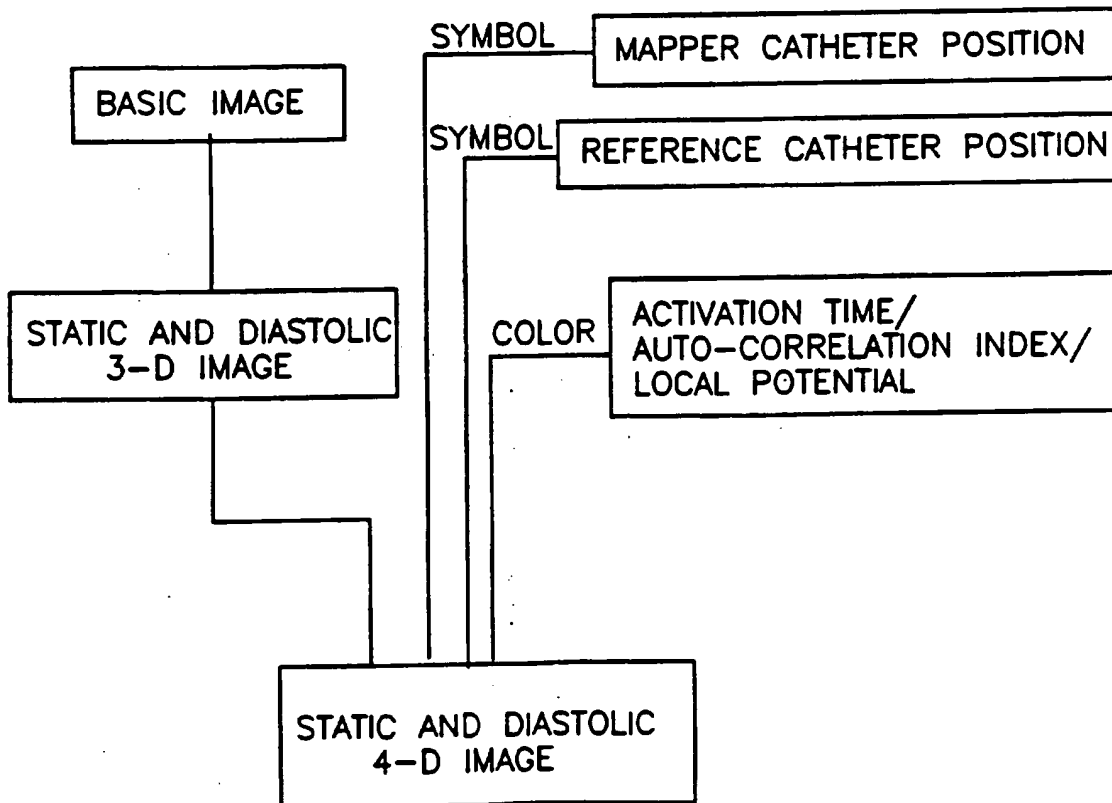 SYMBOL
MAPPER CATHETER POSITION
BASIC IMAGE
SYMBOL
REFERENCE CATHETER POSITION
STATIC AND DIASTOLIC
3-D IMAGE
COLOR
ACTIVATION TIME/
AUTO-CORRELATION INDEX/
LOCAL POTENTIAL
STATIC AND DIASTOLIC
4-D IMAGE